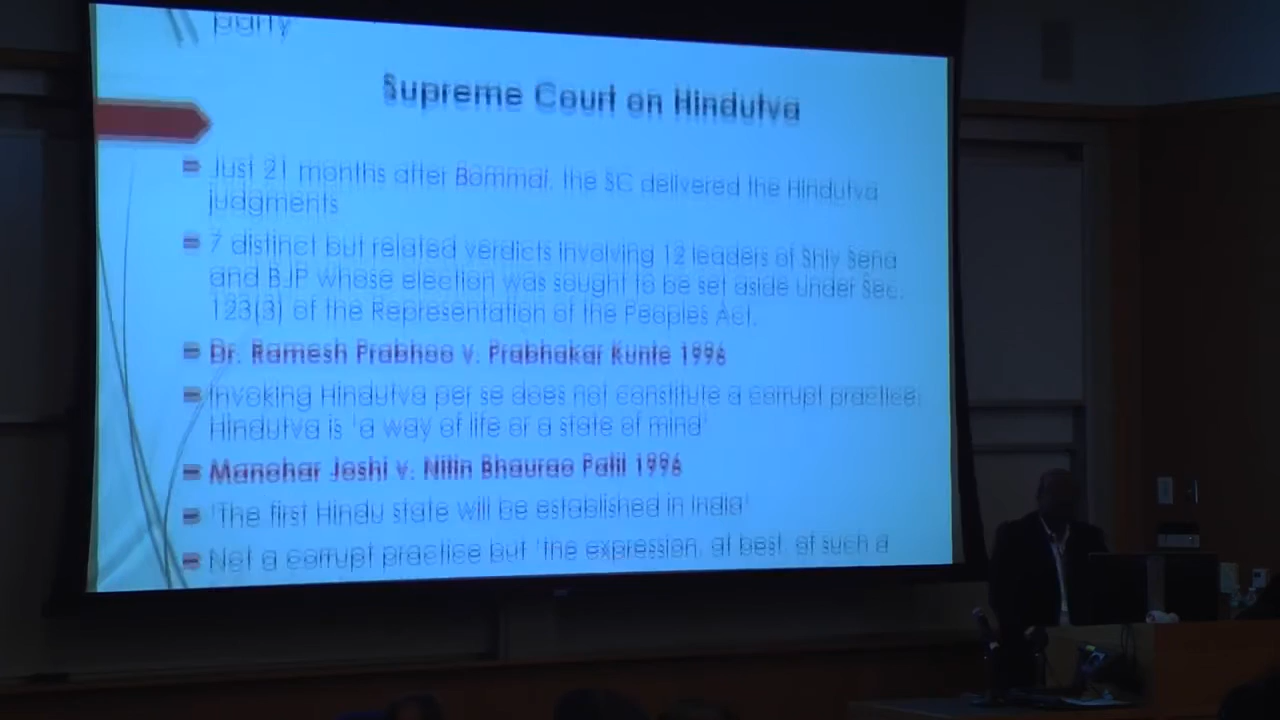 party
Supreme Court on Hindutva
Just 21 months after Bommai, the SC delivered the Hindutva
judgments
7 distinct but related verdicts involving 12 leaders of Shiv Sena
and BJP whose election was sought to be set aside under Sec.
123(3) of the Representation of the Peoples Act.
Dr. Ramesh Prabhoo v. Prabhakar Kunte 1996
Invoking Hindutva per se does not constitute a corrupt practice.
Hindutva is 'a way of life or a state of mind'
Manohar Joshi v. Nitin Bhaurao Patil 1996
'The first Hindu state will be established in India'
Not a corrupt practice but 'the expression, at best, of such a